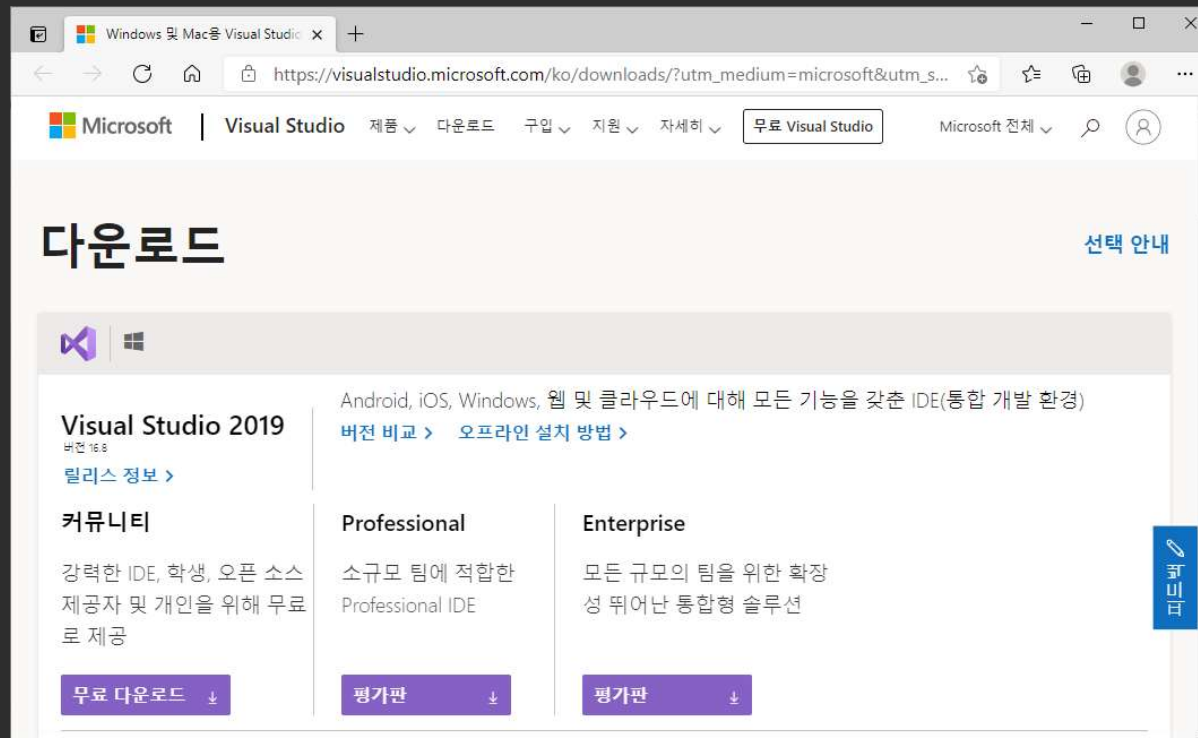 Windows 및 Mac용 Visual Studio
https://visualstudio.microsoft.com/ko/downloads/?utm_medium=microsoft&utm_s...
Microsoft Visual Studio 제품 다운로드 구입 지원 자세히 무료 Visual Studio Microsoft 전체
다운로드
선택 안내
Android, iOS, Windows, 웹 및 클라우드에 대해 모든 기능을 갖춘 IDE(통합 개발 환경)
버전 비교 > 오프라인 설치 방법 >
Visual Studio 2019
버전 16.8
릴리스 정보 >
커뮤니티
강력한 IDE, 학생, 오픈 소스
제공자 및 개인을 위해 무료
로 제공
무료 다운로드
Professional
소규모 팀에 적합한
Professional IDE
평가판
Enterprise
모든 규모의 팀을 위한 확장
성 뛰어난 통합형 솔루션
평가판
피드백